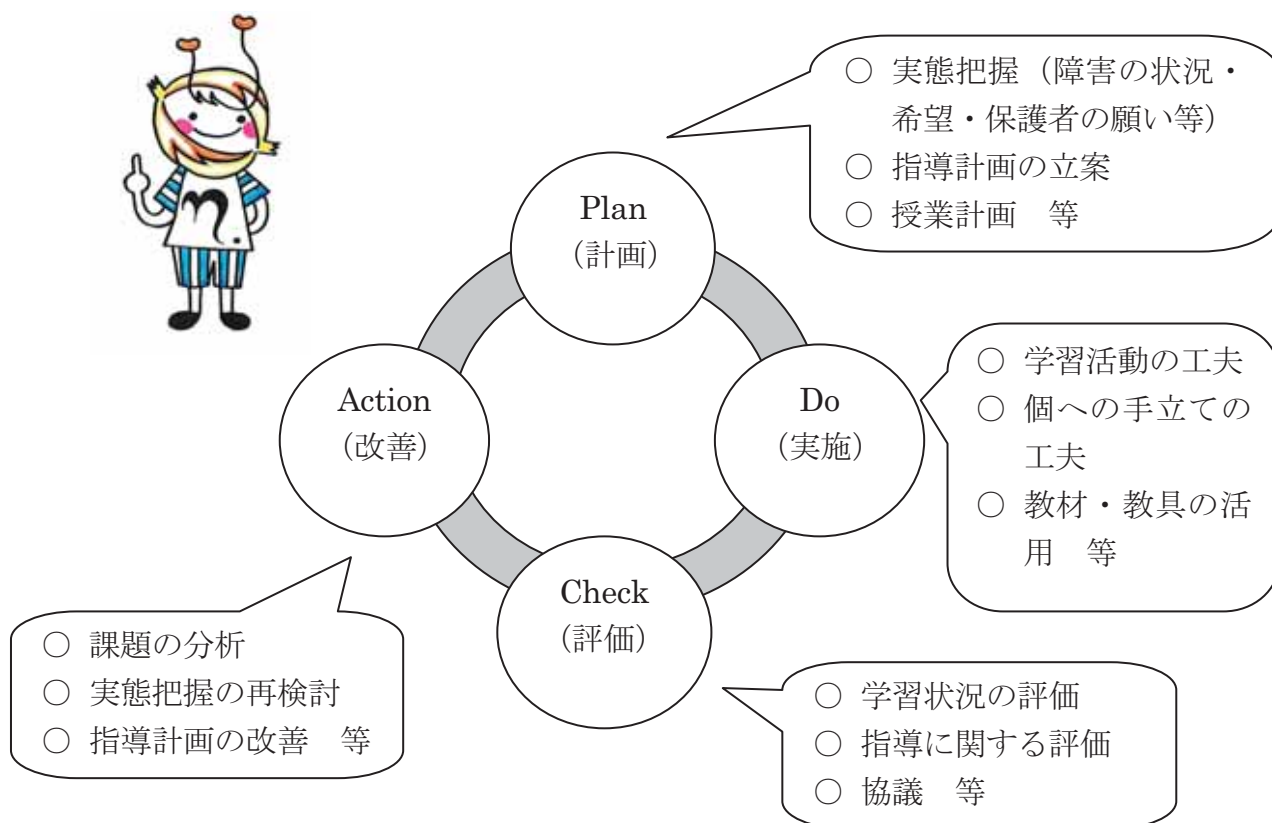 Plan
(計画)
○ 実態把握(障害の状況・
希望・保護者の願い等)
○ 指導計画の立案
○ 授業計画 等
Do
(実施)
○ 学習活動の工夫
○ 個への手立ての
工夫
○ 教材・教具の活
用 等
Check
(評価)
○ 学習状況の評価
○ 指導に関する評価
○ 協議 等
Action
(改善)
○ 課題の分析
○ 実態把握の再検討
○ 指導計画の改善 等